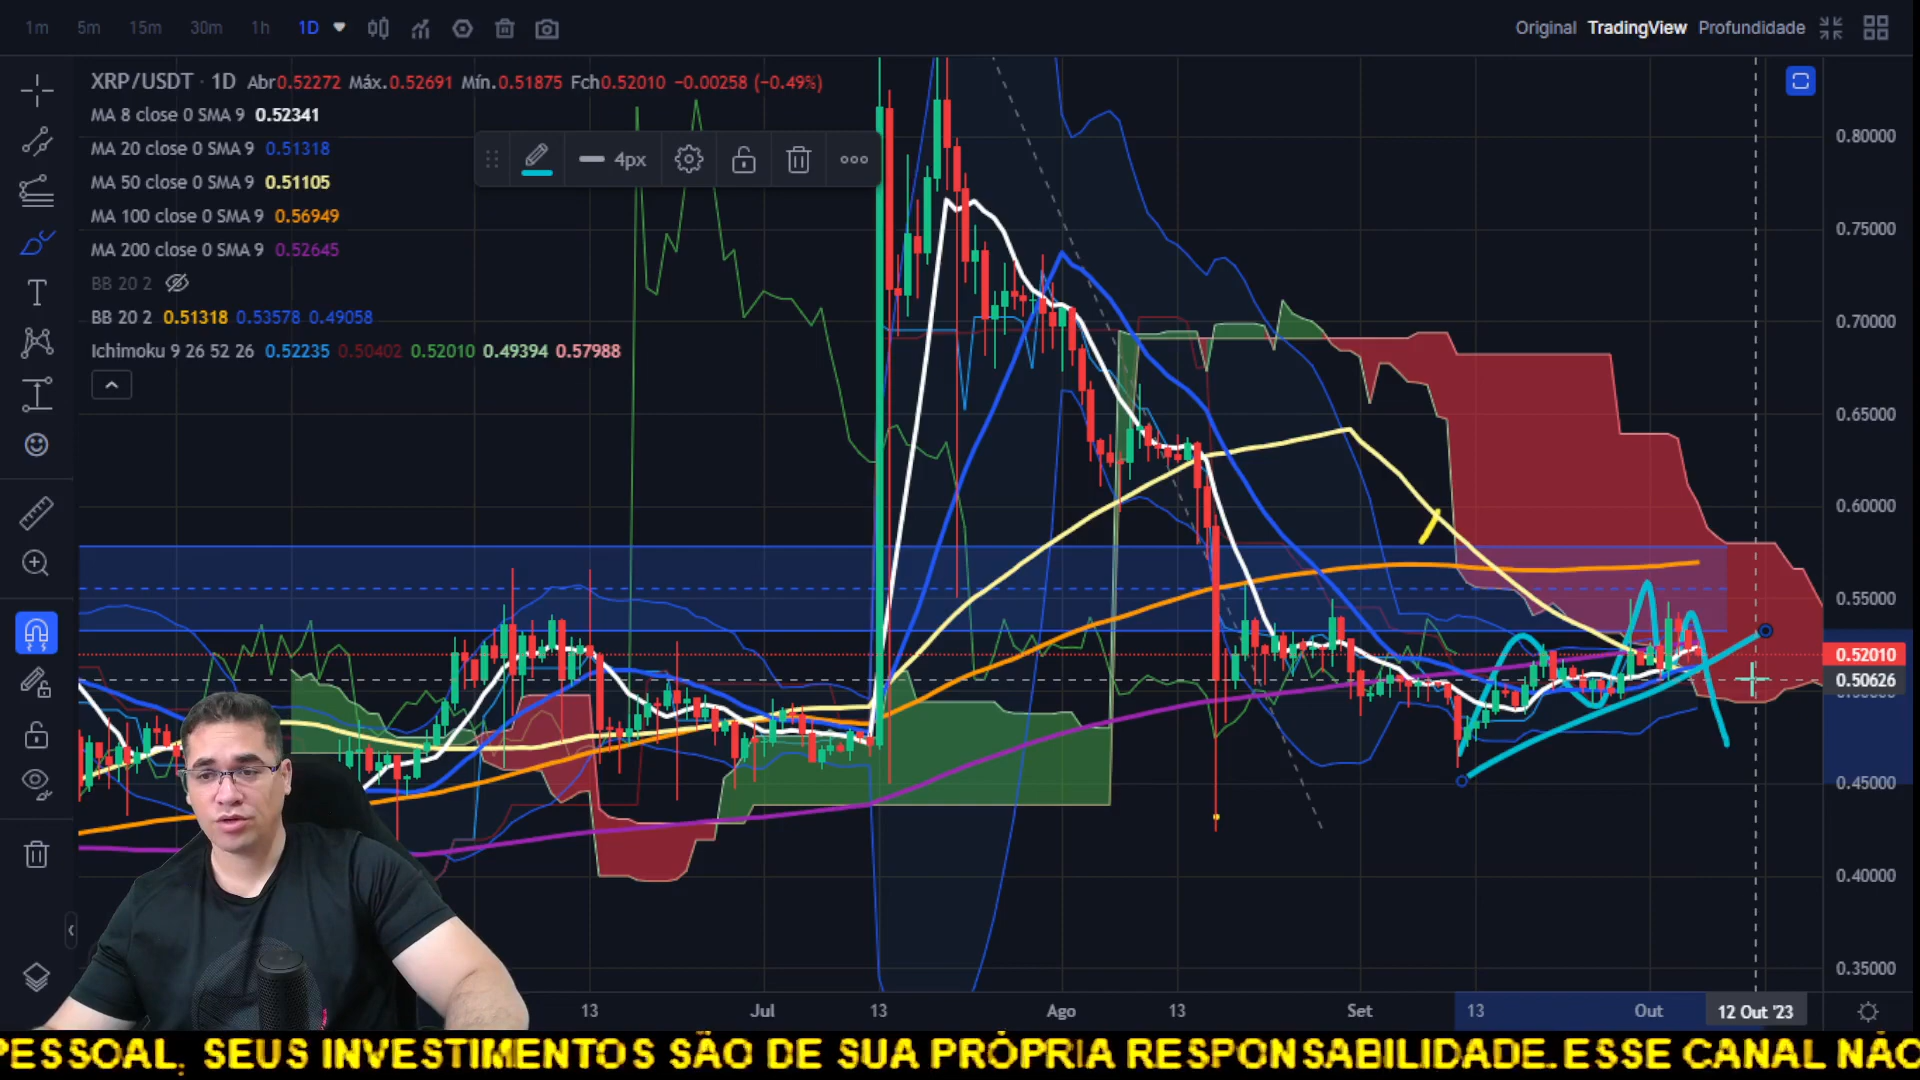 1m 5m 15m 30m 1h 1D
Original TradingView Profundidade
XRP/USDT · 1D Abr0.52272 Máx.0.52691 Mín.0.51875 Fch0.52010 −0.00258 (−0.49%)
MA 8 close 0 SMA 9 0.52341
MA 20 close 0 SMA 9 0.51318
MA 50 close 0 SMA 9 0.51105
MA 100 close 0 SMA 9 0.56949
MA 200 close 0 SMA 9 0.52645
BB 20 2
BB 20 2 0.51318 0.53578 0.49058
Ichimoku 9 26 52 26 0.52235 0.50402 0.52010 0.49394 0.57988
4px
0.80000
0.75000
0.70000
0.65000
0.60000
0.55000
0.52010
0.50626
0.45000
0.40000
0.35000
13 Jul 13 Ago 13 Set 13 Out 12 Out '23
PESSOAL, SEUS INVESTIMENTOS SÃO DE SUA PRÓPRIA RESPONSABILIDADE.ESSE CANAL NÃO